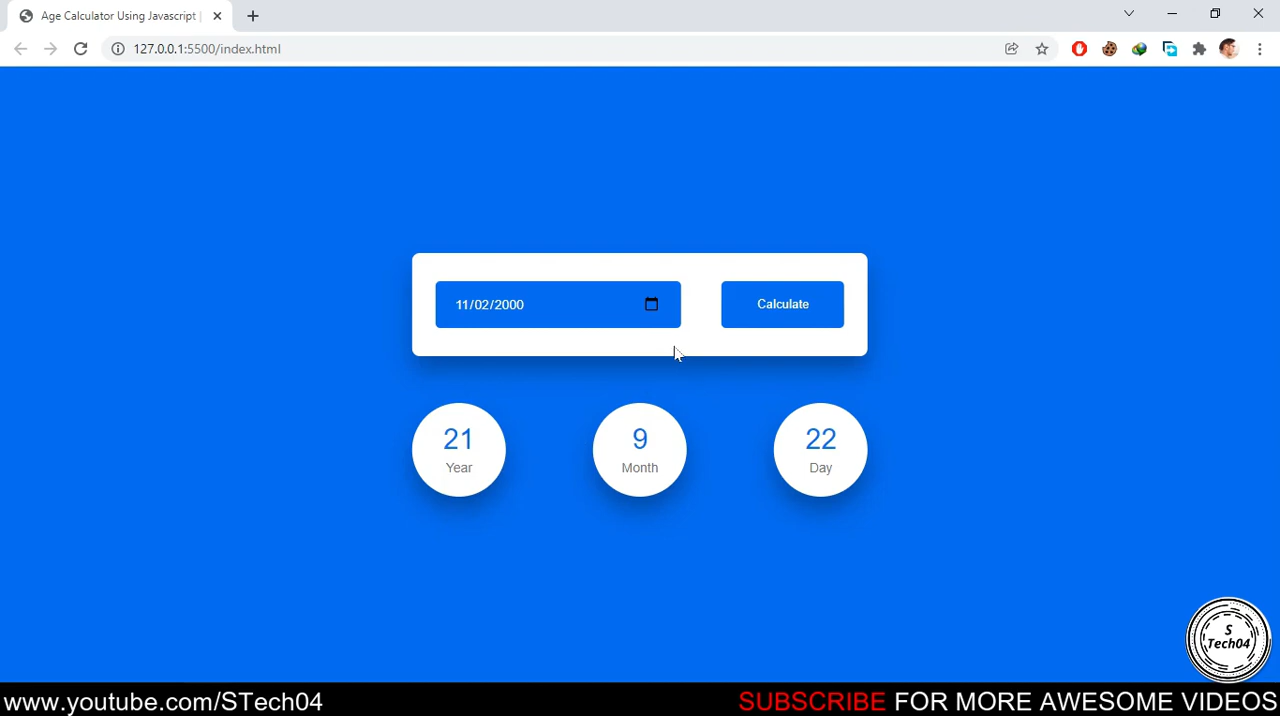 Age Calculator Using Javascript |
127.0.0.1:5500/index.html
11/02/2000
Calculate
21
Year
9
Month
22
Day
S
Tech04
www.youtube.com/STech04
SUBSCRIBE FOR MORE AWESOME VIDEOS